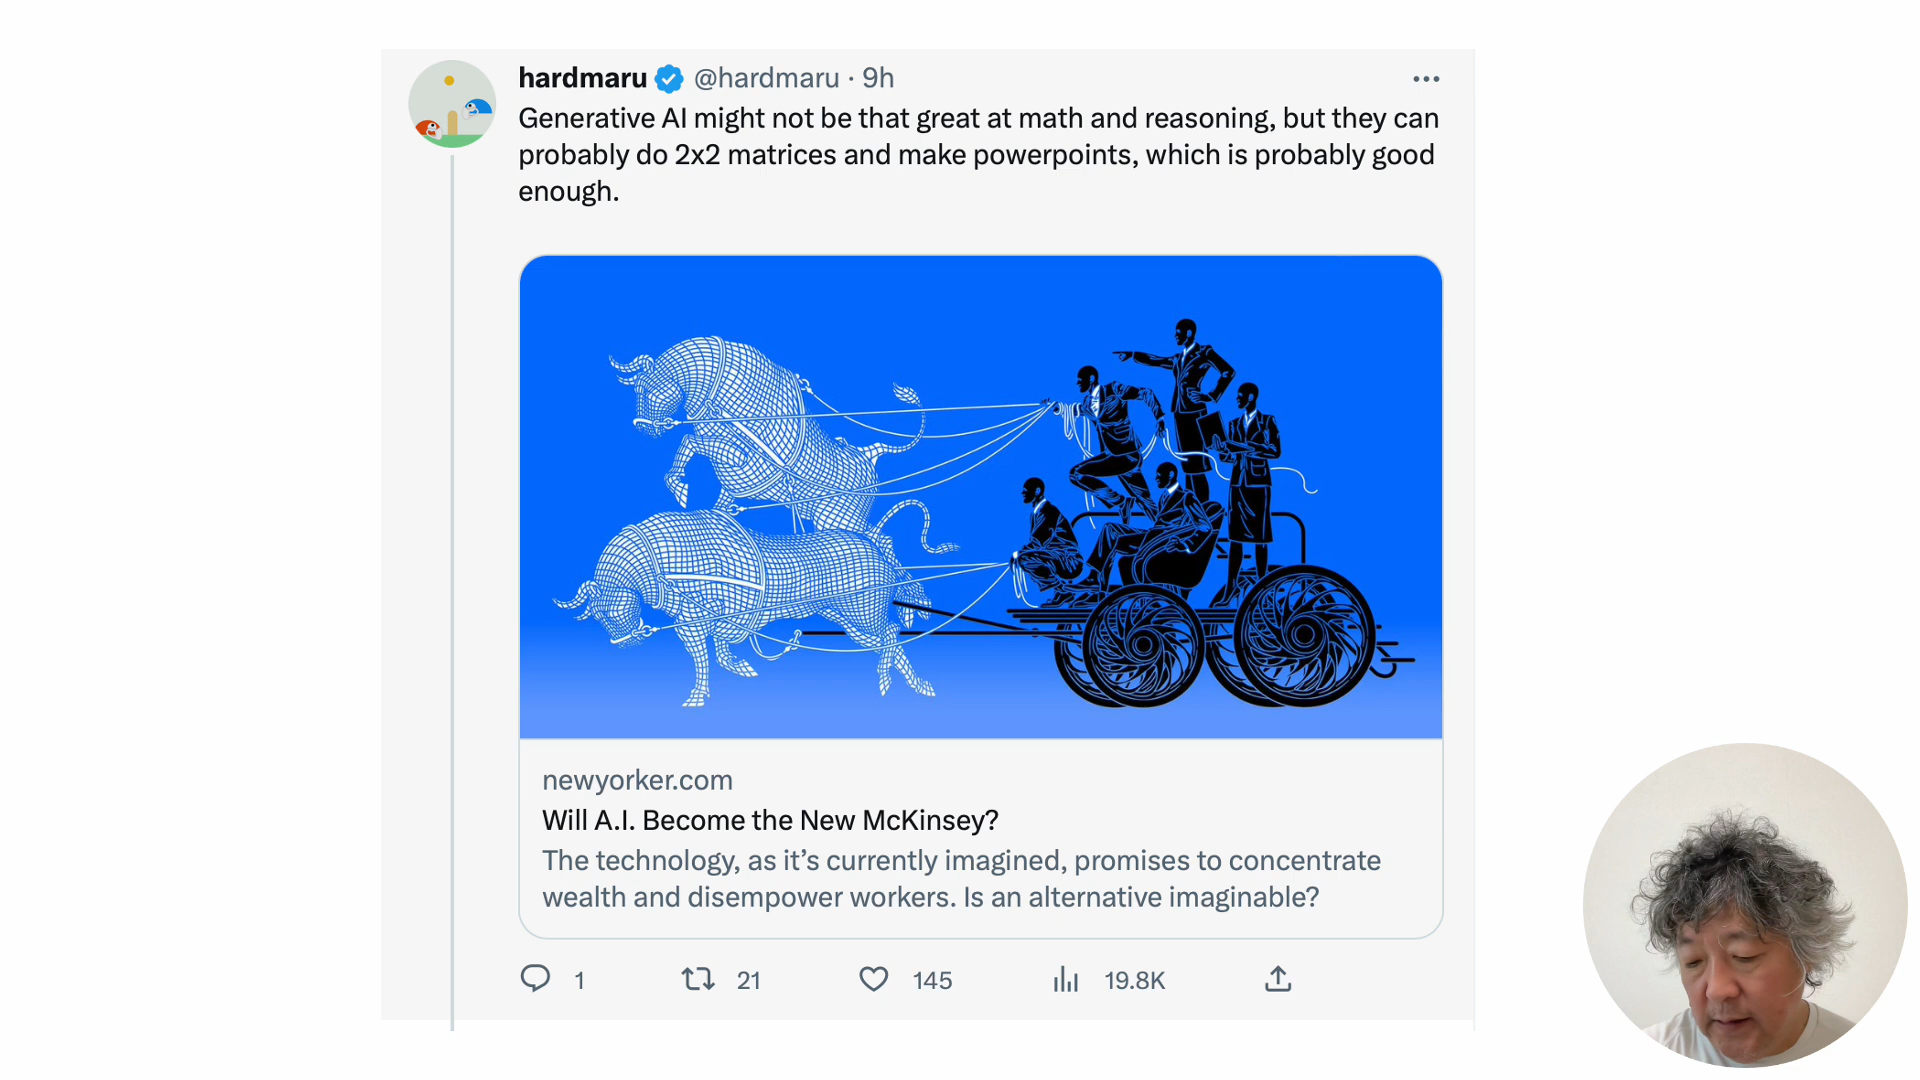 hardmaru @hardmaru · 9h
Generative AI might not be that great at math and reasoning, but they can
probably do 2x2 matrices and make powerpoints, which is probably good
enough.
newyorker.com
Will A.I. Become the New McKinsey?
The technology, as it’s currently imagined, promises to concentrate
wealth and disempower workers. Is an alternative imaginable?
1 21 145 19.8K